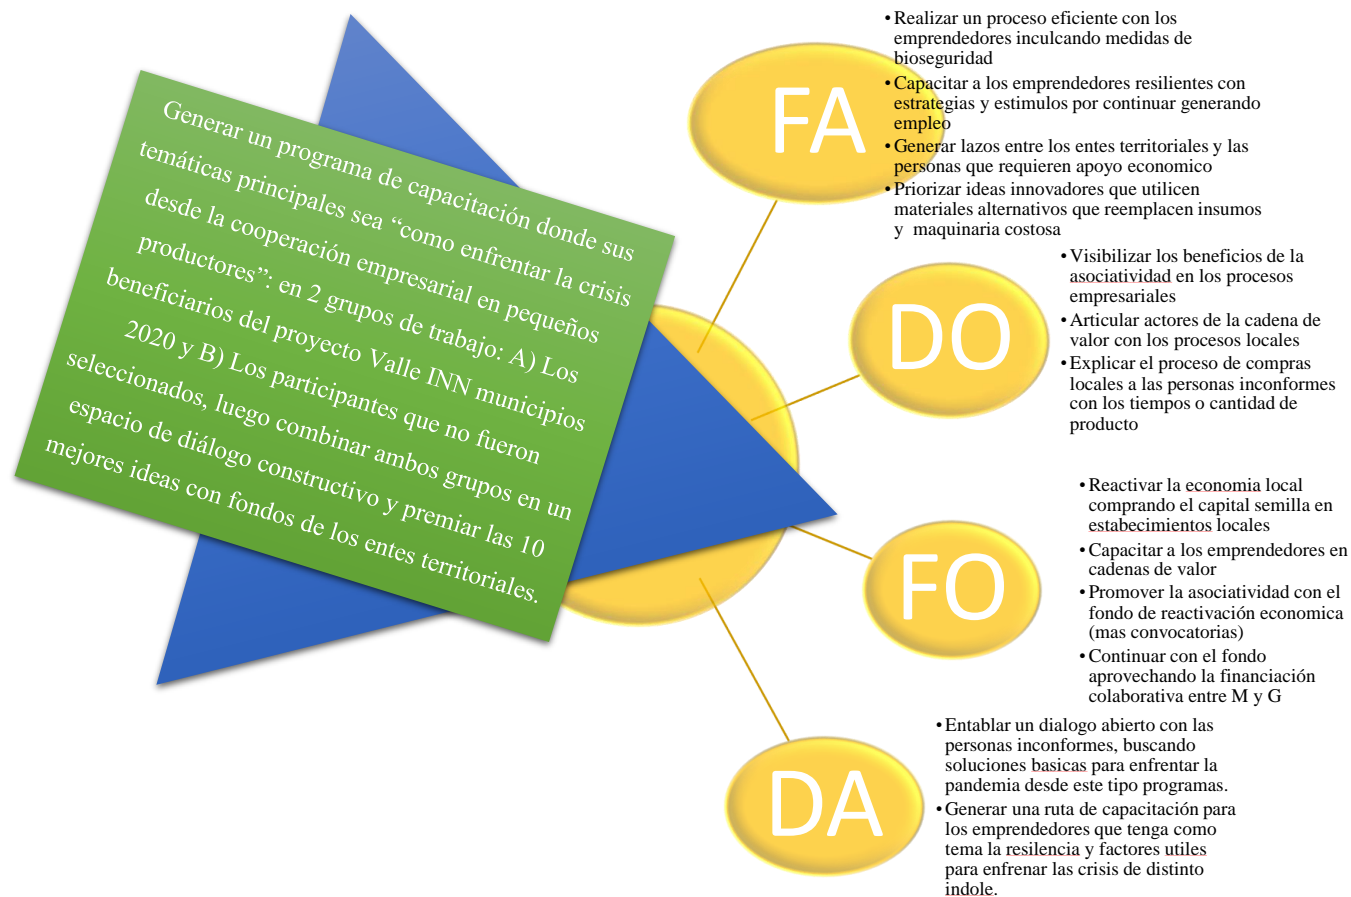 Generar un programa de capacitación donde sus
temáticas principales sea “como enfrentar la crisis
desde la cooperación empresarial en pequeños
productores”: en 2 grupos de trabajo: A) Los
beneficiarios del proyecto Valle INN municipios
2020 y B) Los participantes que no fueron
seleccionados, luego combinar ambos grupos en un
espacio de diálogo constructivo y premiar las 10
mejores ideas con fondos de los entes territoriales.
FA
• Realizar un proceso eficiente con los
emprendedores inculcando medidas de
bioseguridad
• Capacitar a los emprendedores resilientes con
estrategias y estimulos por continuar generando
empleo
• Generar lazos entre los entes territoriales y las
personas que requieren apoyo economico
• Priorizar ideas innovadores que utilicen
materiales alternativos que reemplacen insumos
y maquinaria costosa
DO
• Visibilizar los beneficios de la
asociatividad en los procesos
empresariales
• Articular actores de la cadena de
valor con los procesos locales
• Explicar el proceso de compras
locales a las personas inconformes
con los tiempos o cantidad de
producto
FO
• Reactivar la economia local
comprando el capital semilla en
estabecimientos locales
• Capacitar a los emprendedores en
cadenas de valor
• Promover la asociatividad con el
fondo de reactivación economica
(mas convocatorias)
• Continuar con el fondo
aprovechando la financiación
colaborativa entre M y G
DA
• Entablar un dialogo abierto con las
personas inconformes, buscando
soluciones basicas para enfrentar la
pandemia desde este tipo programas.
• Generar una ruta de capacitación para
los emprendedores que tenga como
tema la resilencia y factores utiles
para enfrenar las crisis de distinto
indole.